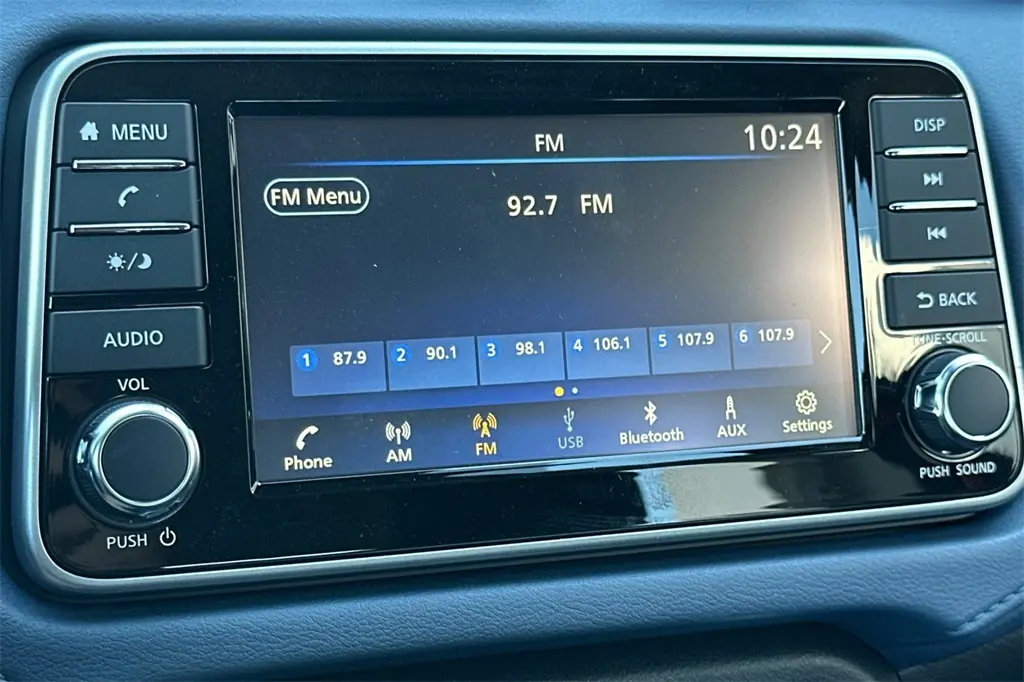 MENU
AUDIO
VOL
PUSH
FM
10:24
FM Menu
92.7 FM
1 87.9
2 90.1
3 98.1
4 106.1
5 107.9
6 107.9
Phone
AM
FM
USB
Bluetooth
AUX
Settings
DISP
BACK
TUNE·SCROLL
PUSH SOUND